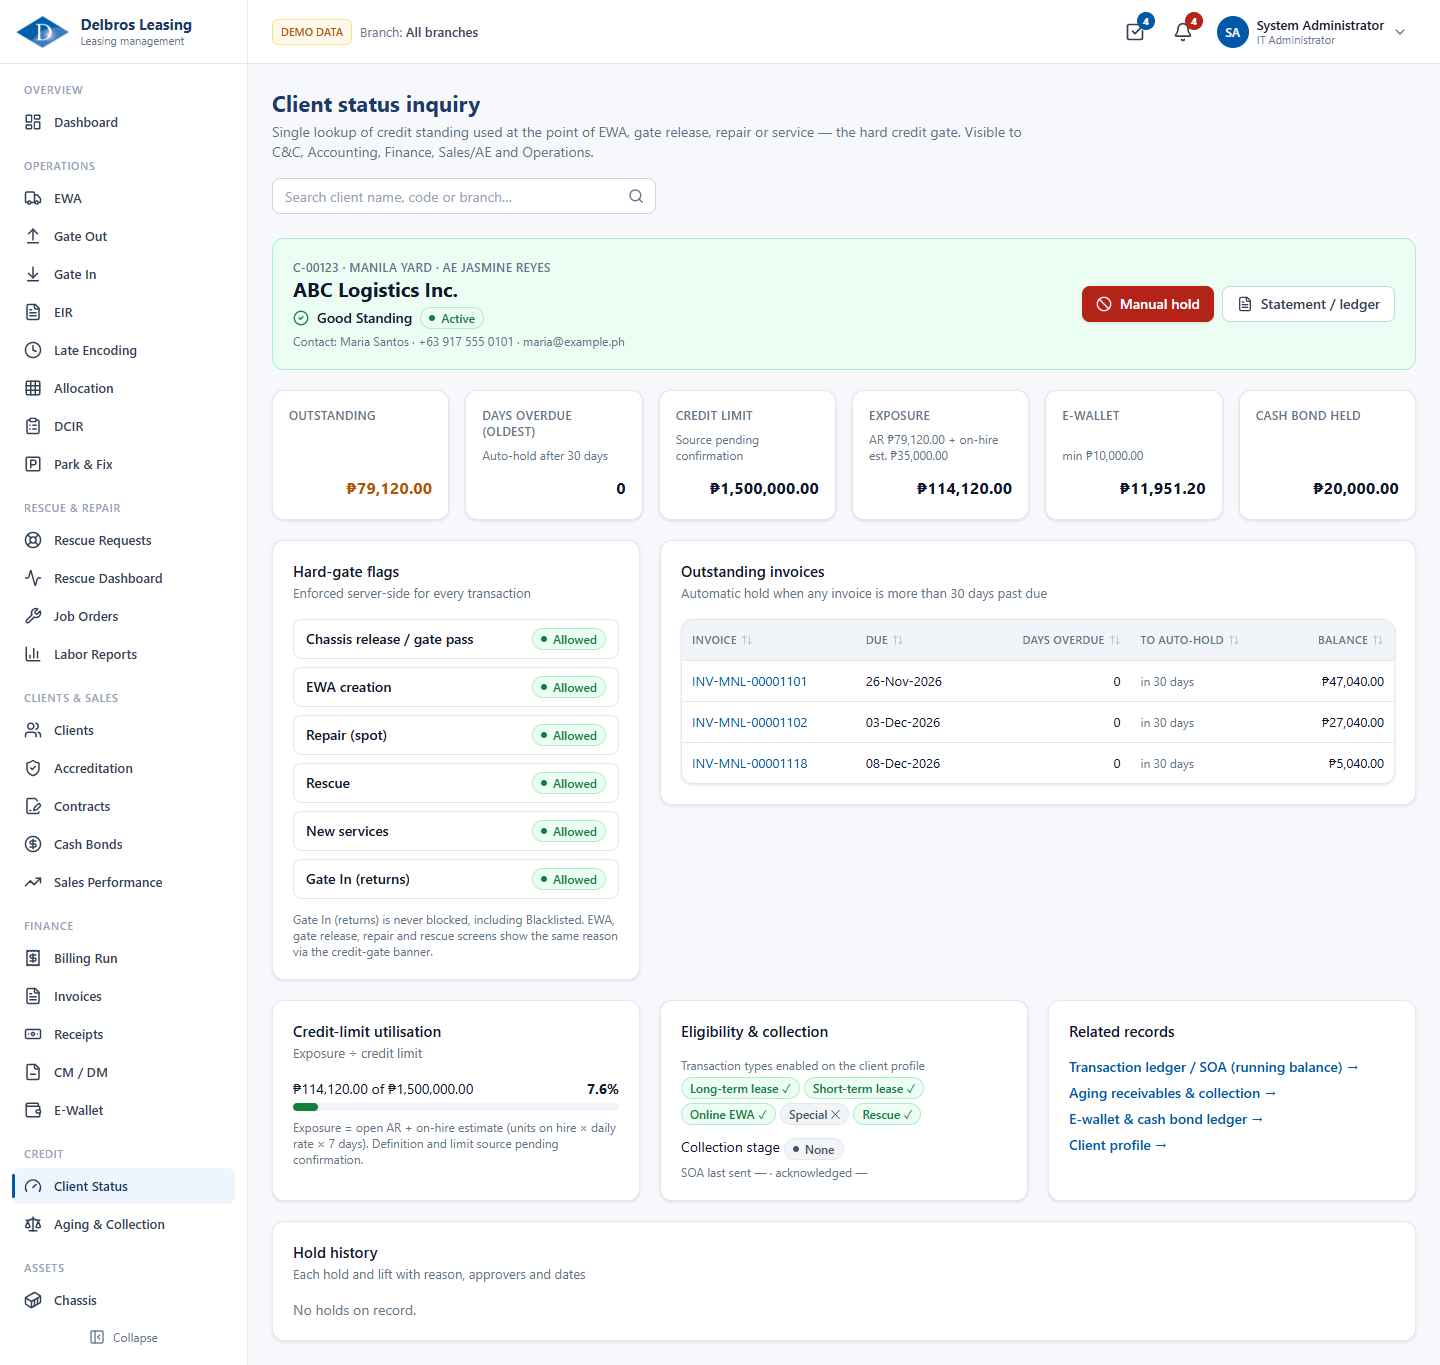 D
Delbros Leasing
Leasing management
DEMO DATA
Branch: All branches
4
4
SA
System Administrator
IT Administrator
OVERVIEW
Dashboard
OPERATIONS
EWA
Gate Out
Gate In
EIR
Late Encoding
Allocation
DCIR
Park & Fix
RESCUE & REPAIR
Rescue Requests
Rescue Dashboard
Job Orders
Labor Reports
CLIENTS & SALES
Clients
Accreditation
Contracts
Cash Bonds
Sales Performance
FINANCE
Billing Run
Invoices
Receipts
CM / DM
E-Wallet
CREDIT
Client Status
Aging & Collection
ASSETS
Chassis
Collapse
Client status inquiry
Single lookup of credit standing used at the point of EWA, gate release, repair or service — the hard credit gate. Visible to
C&C, Accounting, Finance, Sales/AE and Operations.
Search client name, code or branch...
C-00123 · MANILA YARD · AE JASMINE REYES
ABC Logistics Inc.
Good Standing
Active
Contact: Maria Santos · +63 917 555 0101 · maria@example.ph
Manual hold
Statement / ledger
OUTSTANDING
₱79,120.00
DAYS OVERDUE
(OLDEST)
Auto-hold after 30 days
0
CREDIT LIMIT
Source pending
confirmation
₱1,500,000.00
EXPOSURE
AR ₱79,120.00 + on-hire
est. ₱35,000.00
₱114,120.00
E-WALLET
min ₱10,000.00
₱11,951.20
CASH BOND HELD
₱20,000.00
Hard-gate flags
Enforced server-side for every transaction
Chassis release / gate pass Allowed
EWA creation Allowed
Repair (spot) Allowed
Rescue Allowed
New services Allowed
Gate In (returns) Allowed
Gate In (returns) is never blocked, including Blacklisted. EWA,
gate release, repair and rescue screens show the same reason
via the credit-gate banner.
Outstanding invoices
Automatic hold when any invoice is more than 30 days past due
INVOICE DUE DAYS OVERDUE TO AUTO-HOLD BALANCE
INV-MNL-00001101 26-Nov-2026 0 in 30 days ₱47,040.00
INV-MNL-00001102 03-Dec-2026 0 in 30 days ₱27,040.00
INV-MNL-00001118 08-Dec-2026 0 in 30 days ₱5,040.00
Credit-limit utilisation
Exposure ÷ credit limit
₱114,120.00 of ₱1,500,000.00 7.6%
Exposure = open AR + on-hire estimate (units on hire × daily
rate × 7 days). Definition and limit source pending
confirmation.
Eligibility & collection
Transaction types enabled on the client profile
Long-term lease ✓ Short-term lease ✓
Online EWA ✓ Special ✕ Rescue ✓
Collection stage None
SOA last sent — · acknowledged —
Related records
Transaction ledger / SOA (running balance) →
Aging receivables & collection →
E-wallet & cash bond ledger →
Client profile →
Hold history
Each hold and lift with reason, approvers and dates
No holds on record.